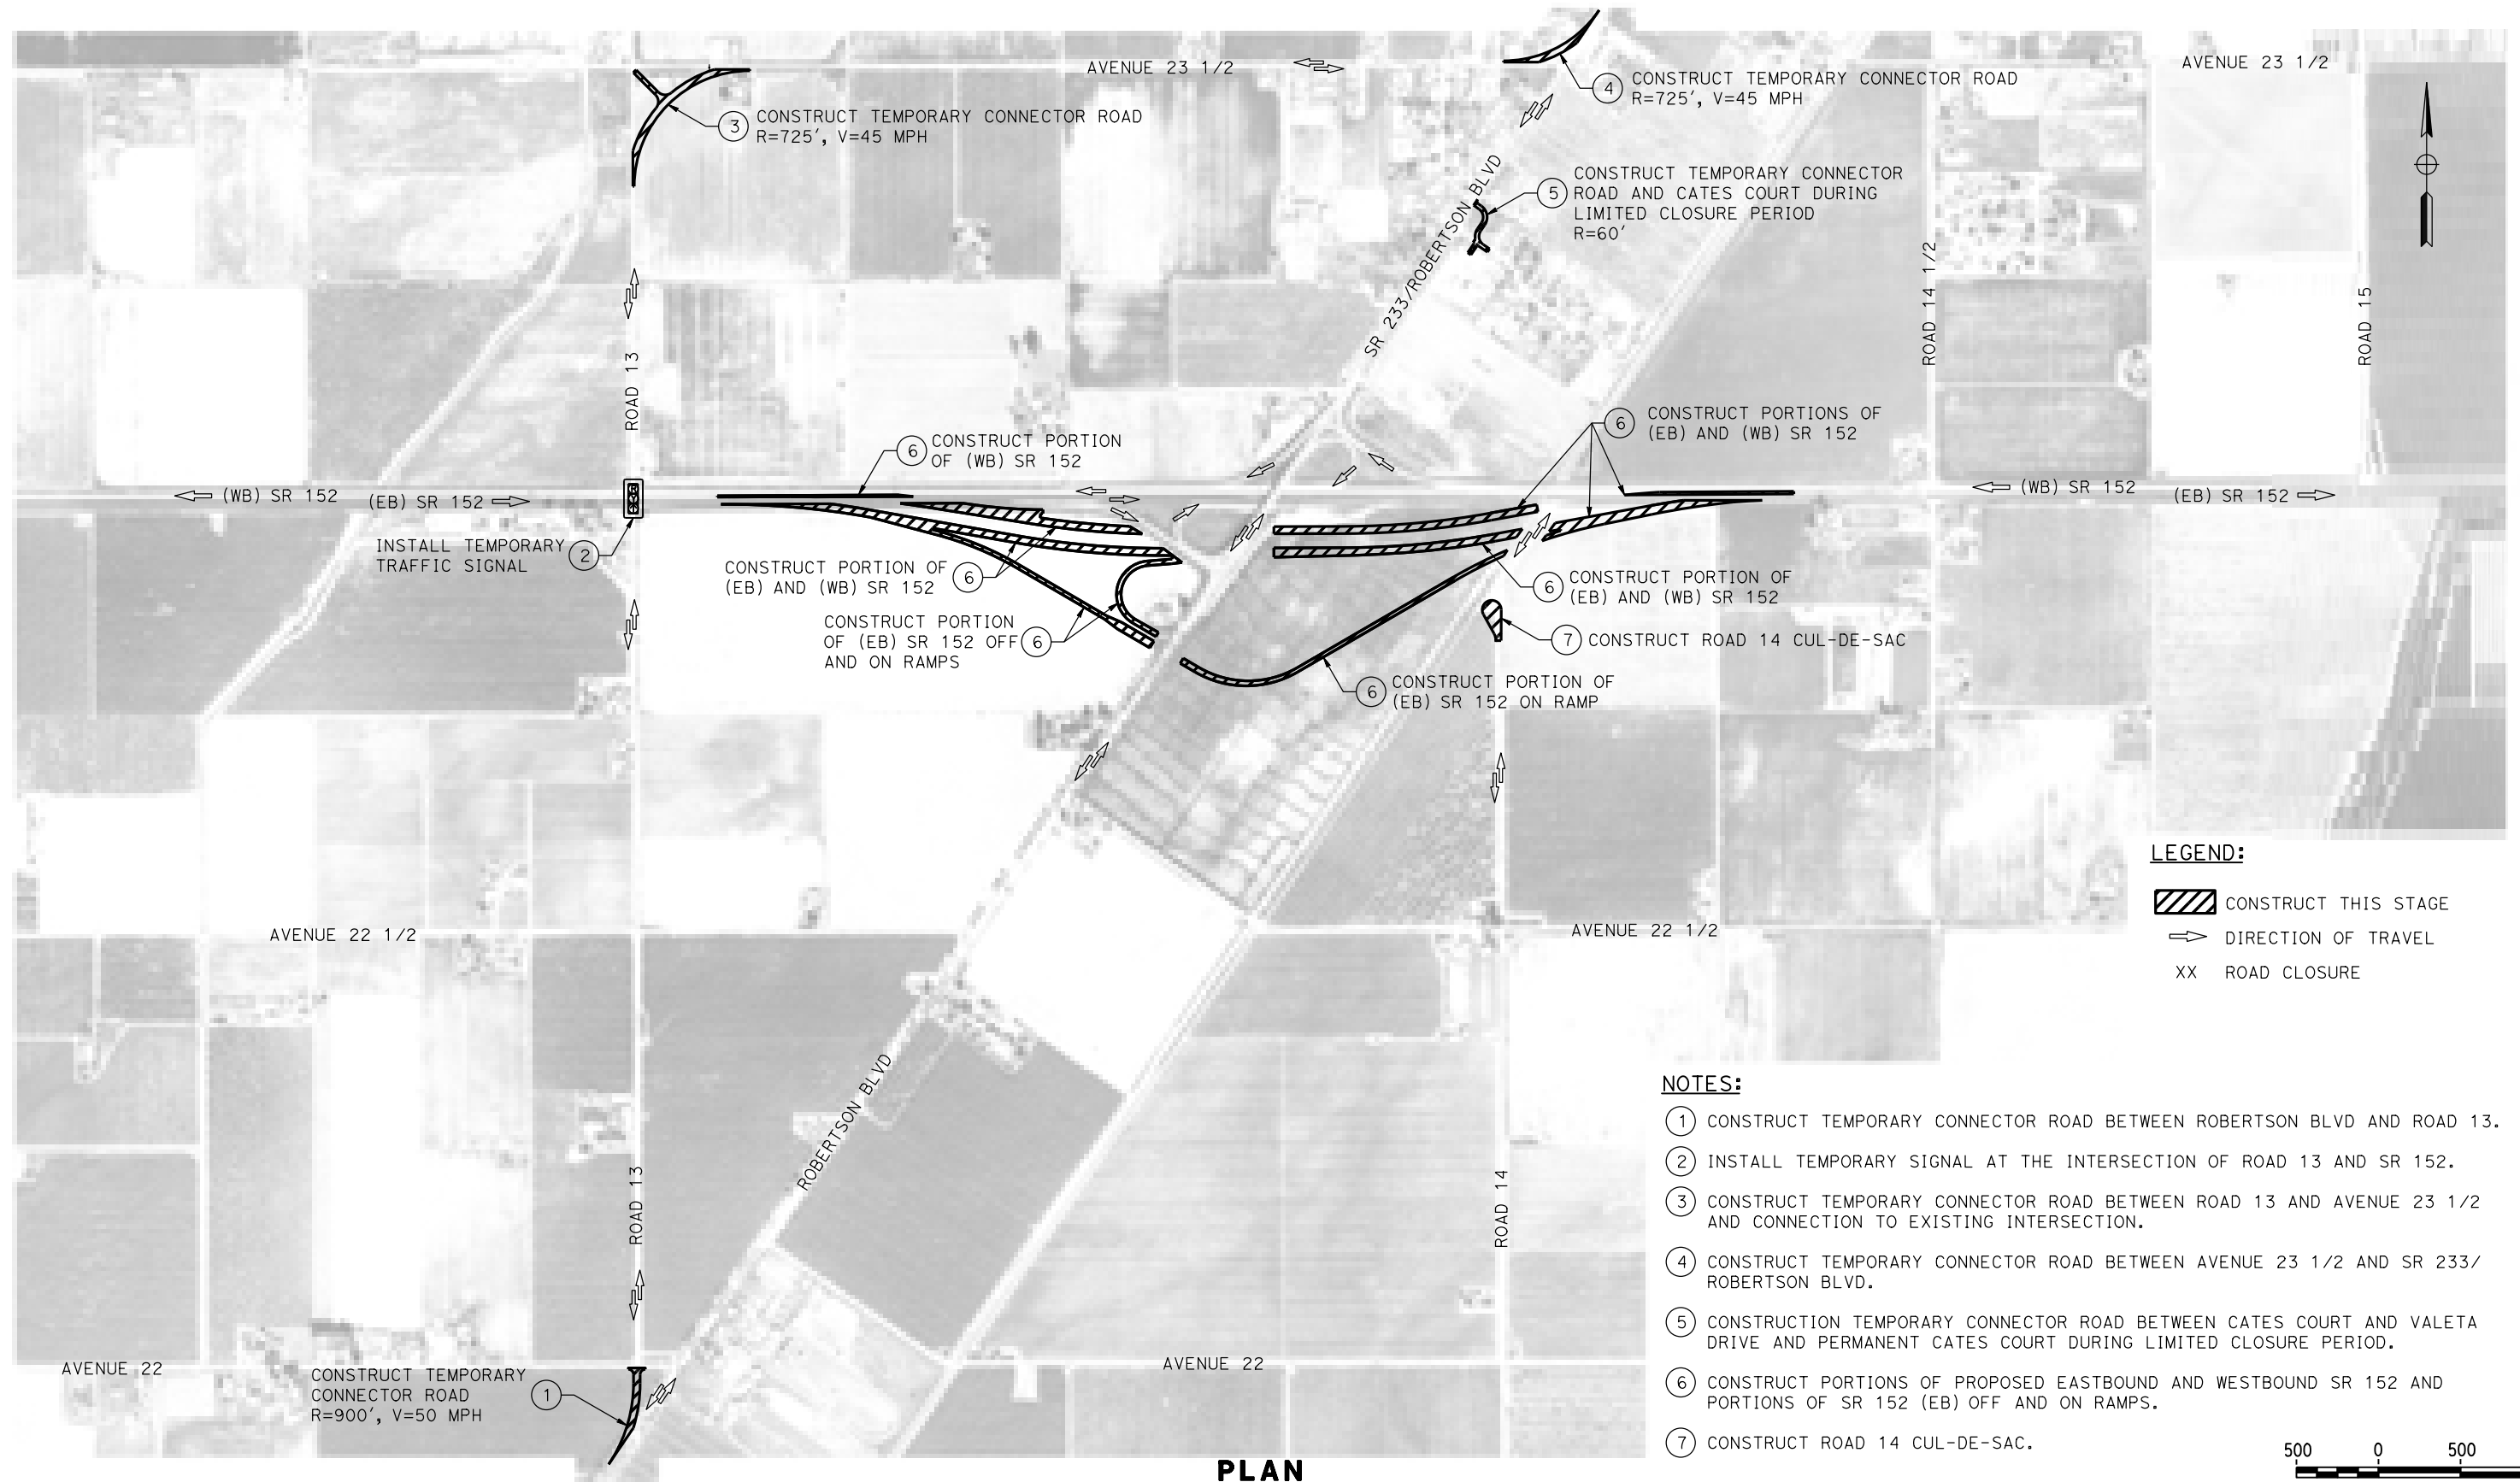 AVENUE 23 1/2
AVENUE 23 1/2
4 CONSTRUCT TEMPORARY CONNECTOR ROAD
R=725', V=45 MPH
3 CONSTRUCT TEMPORARY CONNECTOR ROAD
R=725', V=45 MPH
5 CONSTRUCT TEMPORARY CONNECTOR
ROAD AND CATES COURT DURING
LIMITED CLOSURE PERIOD
R=60'
SR 233/ROBERTSON BLVD
ROAD 14 1/2
ROAD 15
ROAD 13
6 CONSTRUCT PORTION
OF (WB) SR 152
6 CONSTRUCT PORTIONS OF
(EB) AND (WB) SR 152
(WB) SR 152
(EB) SR 152
(WB) SR 152
(EB) SR 152
INSTALL TEMPORARY
TRAFFIC SIGNAL 2
CONSTRUCT PORTION OF
(EB) AND (WB) SR 152 6
6 CONSTRUCT PORTION OF
(EB) AND (WB) SR 152
CONSTRUCT PORTION
OF (EB) SR 152 OFF
AND ON RAMPS 6
7 CONSTRUCT ROAD 14 CUL-DE-SAC
6 CONSTRUCT PORTION OF
(EB) SR 152 ON RAMP
AVENUE 22 1/2
AVENUE 22 1/2
LEGEND:
CONSTRUCT THIS STAGE
DIRECTION OF TRAVEL
XX ROAD CLOSURE
ROBERTSON BLVD
ROAD 13
ROAD 14
AVENUE 22
AVENUE 22
CONSTRUCT TEMPORARY
CONNECTOR ROAD 1
R=900', V=50 MPH
NOTES:
1 CONSTRUCT TEMPORARY CONNECTOR ROAD BETWEEN ROBERTSON BLVD AND ROAD 13.
2 INSTALL TEMPORARY SIGNAL AT THE INTERSECTION OF ROAD 13 AND SR 152.
3 CONSTRUCT TEMPORARY CONNECTOR ROAD BETWEEN ROAD 13 AND AVENUE 23 1/2
AND CONNECTION TO EXISTING INTERSECTION.
4 CONSTRUCT TEMPORARY CONNECTOR ROAD BETWEEN AVENUE 23 1/2 AND SR 233/
ROBERTSON BLVD.
5 CONSTRUCTION TEMPORARY CONNECTOR ROAD BETWEEN CATES COURT AND VALETA
DRIVE AND PERMANENT CATES COURT DURING LIMITED CLOSURE PERIOD.
6 CONSTRUCT PORTIONS OF PROPOSED EASTBOUND AND WESTBOUND SR 152 AND
PORTIONS OF SR 152 (EB) OFF AND ON RAMPS.
7 CONSTRUCT ROAD 14 CUL-DE-SAC.
500 0 500
PLAN